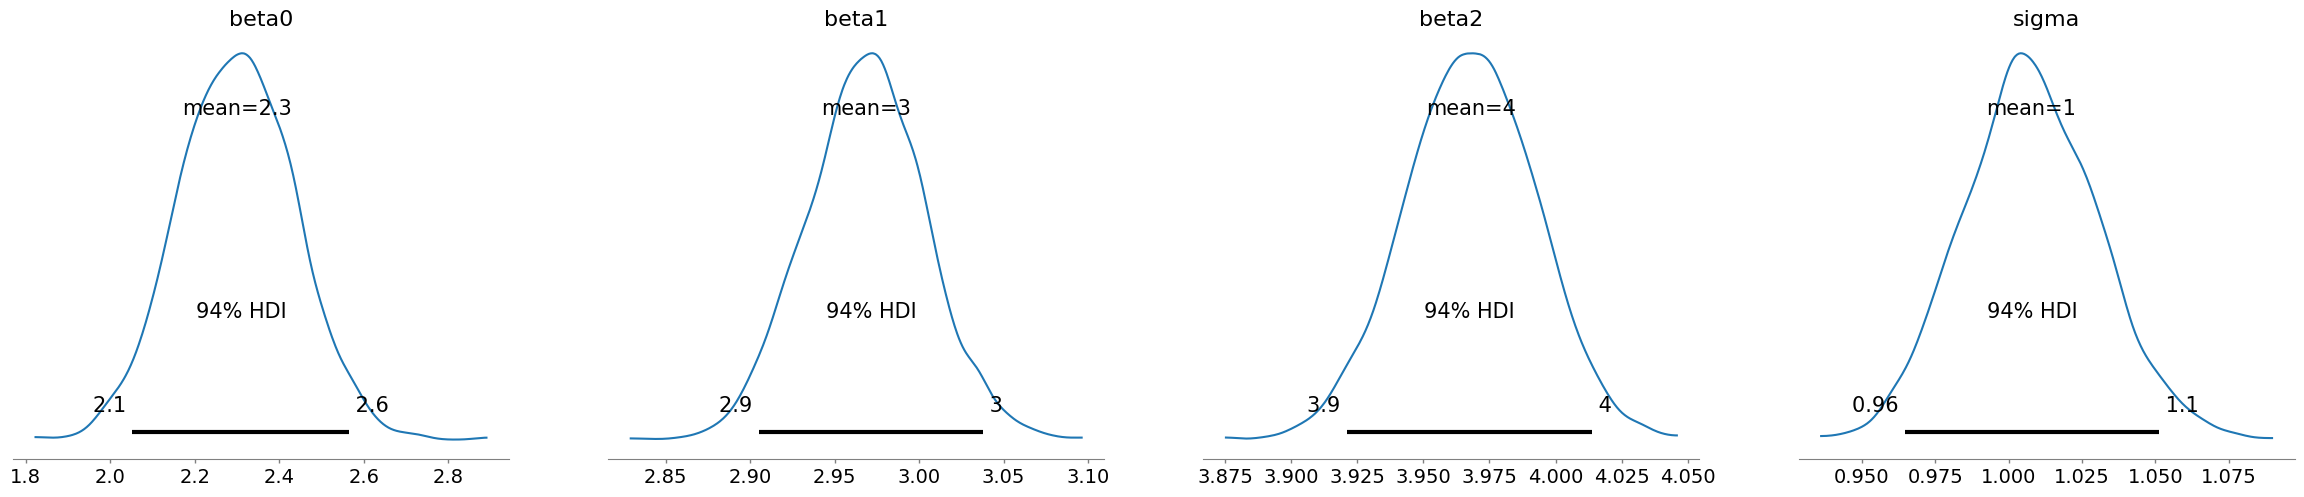 beta0
mean=2.3
94% HDI
2.1 2.6
1.8 2.0 2.2 2.4 2.6 2.8
beta1
mean=3
94% HDI
2.9 3
2.85 2.90 2.95 3.00 3.05 3.10
beta2
mean=4
94% HDI
3.9 4
3.875 3.900 3.925 3.950 3.975 4.000 4.025 4.050
sigma
mean=1
94% HDI
0.96 1.1
0.950 0.975 1.000 1.025 1.050 1.075